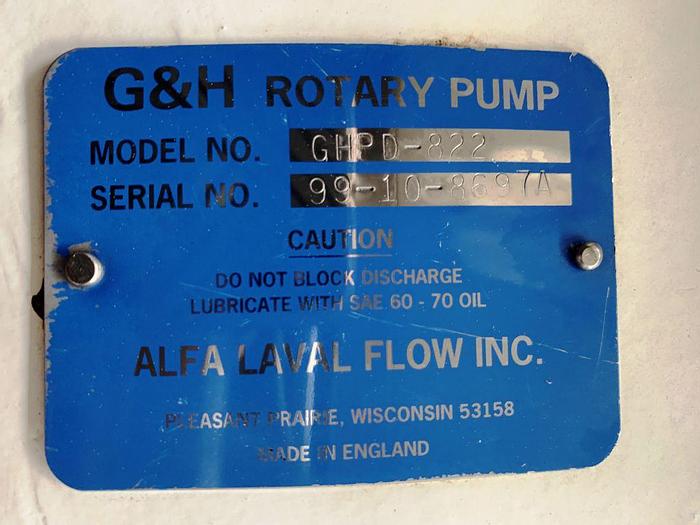 G&H ROTARY PUMP
MODEL NO. GHPD-822
SERIAL NO. 99-10-8697A
CAUTION
DO NOT BLOCK DISCHARGE
LUBRICATE WITH SAE 60 - 70 OIL
ALFA LAVAL FLOW INC.
PLEASANT PRAIRIE, WISCONSIN 53158
MADE IN ENGLAND